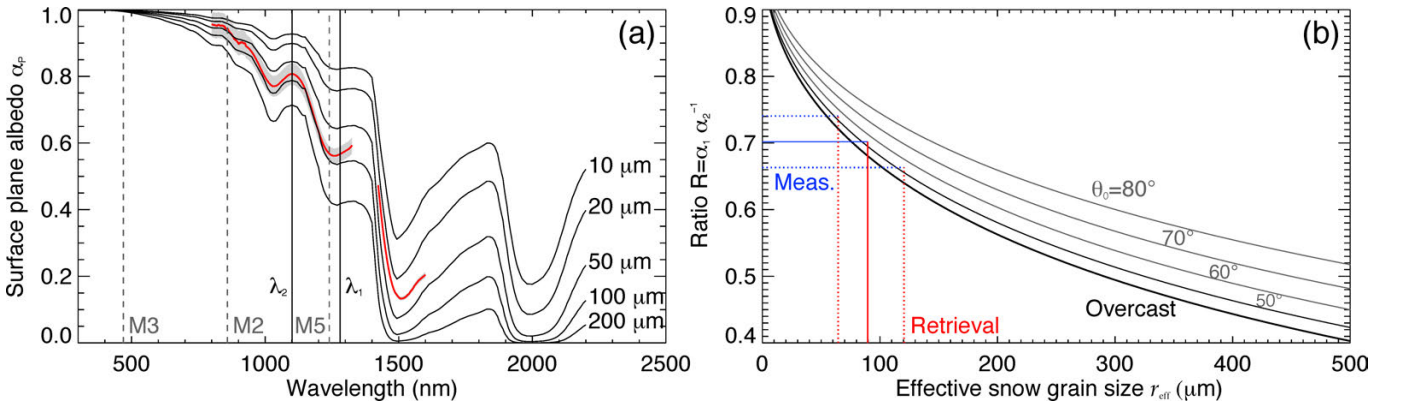 (a)
Surface plane albedo αₚ
1.0
0.8
0.6
0.4
0.2
0.0
10 μm
20 μm
50 μm
100 μm
200 μm
M3
M2
λ₂
M5
λ₁
500 1000 1500 2000 2500
Wavelength (nm)
(b)
Ratio R=α₁ α₂⁻¹
0.9
0.8
0.7
0.6
0.5
0.4
Meas.
θ₀=80°
70°
60°
50°
Overcast
Retrieval
0 100 200 300 400 500
Effective snow grain size r_eff (μm)